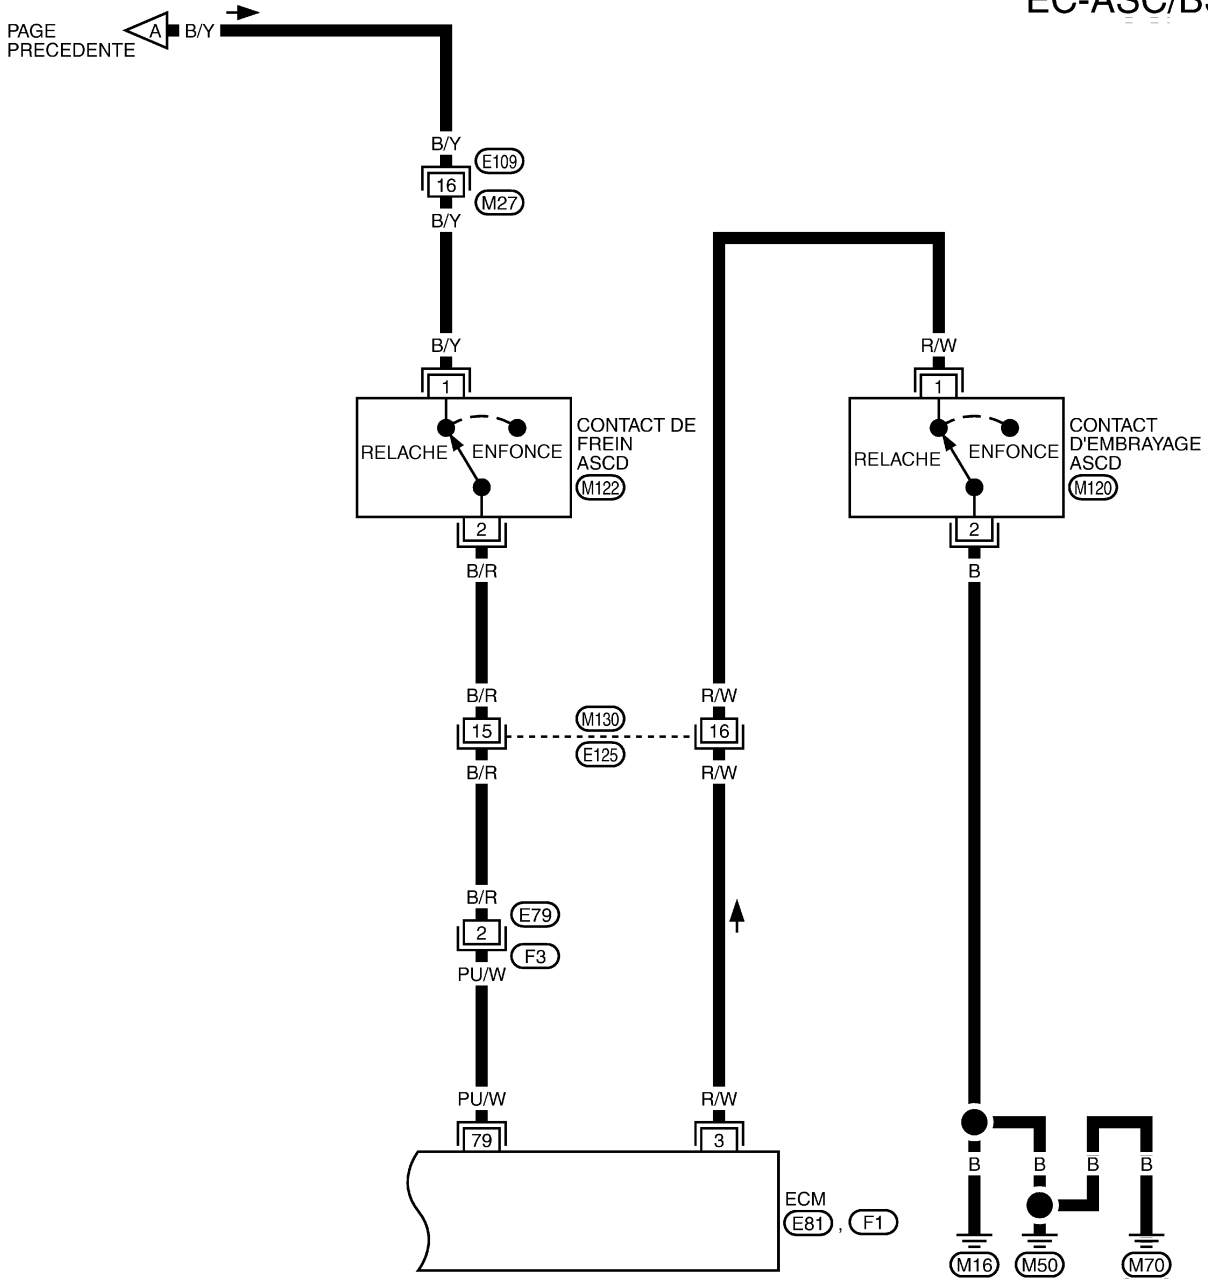 EC-ASC/BS
PAGE
PRECEDENTE
A
B/Y
B/Y
E109
16
M27
B/Y
B/Y
R/W
1
1
RELACHE
ENFONCE
CONTACT DE
FREIN
ASCD
M122
RELACHE
ENFONCE
CONTACT
D'EMBRAYAGE
ASCD
M120
2
2
B/R
B
B/R
R/W
15
M130
E125
16
B/R
R/W
B/R
2
E79
F3
PU/W
PU/W
R/W
79
3
ECM
E81 , F1
B
B
B
B
M16
M50
M70